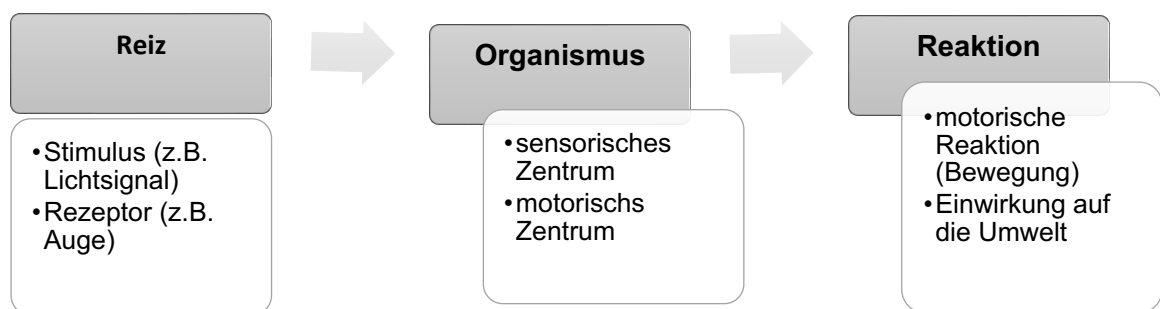 Reiz
•Stimulus (z.B.
Lichtsignal)
•Rezeptor (z.B.
Auge)
Organismus
•sensorisches
Zentrum
•motorischs
Zentrum
Reaktion
•motorische
Reaktion
(Bewegung)
•Einwirkung auf
die Umwelt